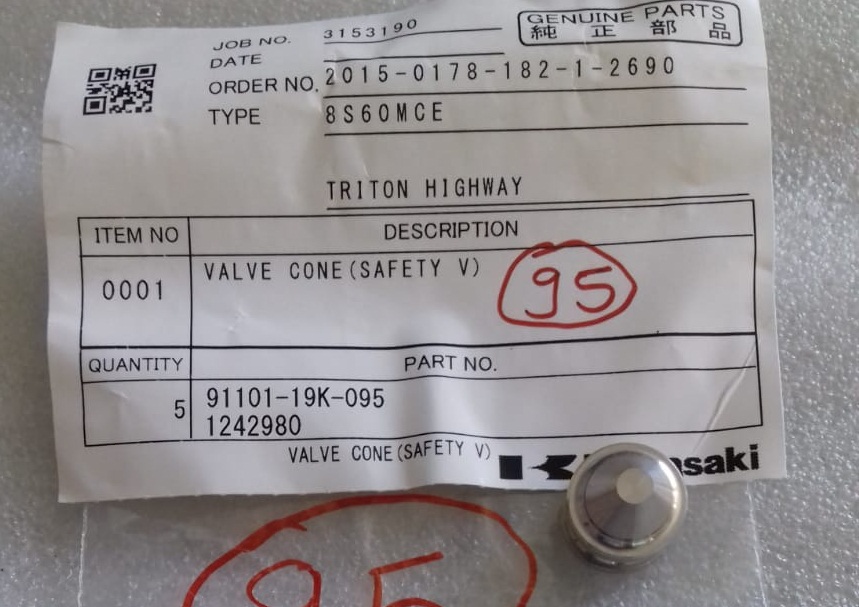 JOB NO. 3153190
GENUINE PARTS
純正部品
DATE
ORDER NO. 2015-0178-182-1-2690
TYPE 8S60MCE
TRITON HIGHWAY
ITEM NO DESCRIPTION
0001 VALVE CONE(SAFETY V) 95
QUANTITY PART NO.
5 91101-19K-095
1242980
VALVE CONE(SAFETY V)
asaki
95